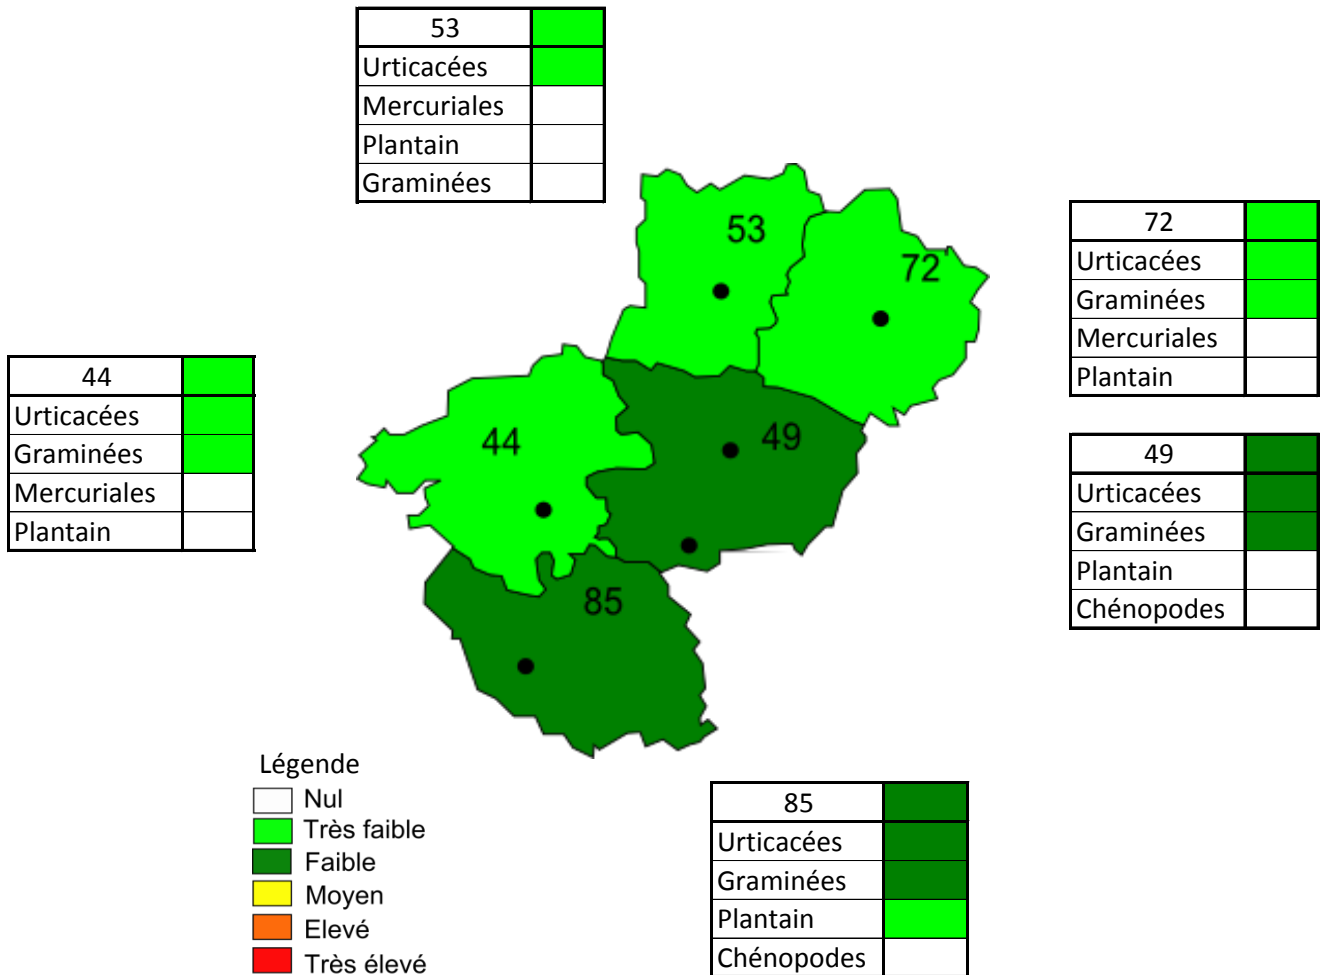 53
Urticacées
Mercuriales
Plantain
Graminées
53
72
72
Urticacées
Graminées
Mercuriales
Plantain
44
Urticacées
Graminées
Mercuriales
Plantain
44
49
49
Urticacées
Graminées
Plantain
Chénopodes
85
Légende
Nul
Très faible
Faible
Moyen
Elevé
Très élevé
85
Urticacées
Graminées
Plantain
Chénopodes